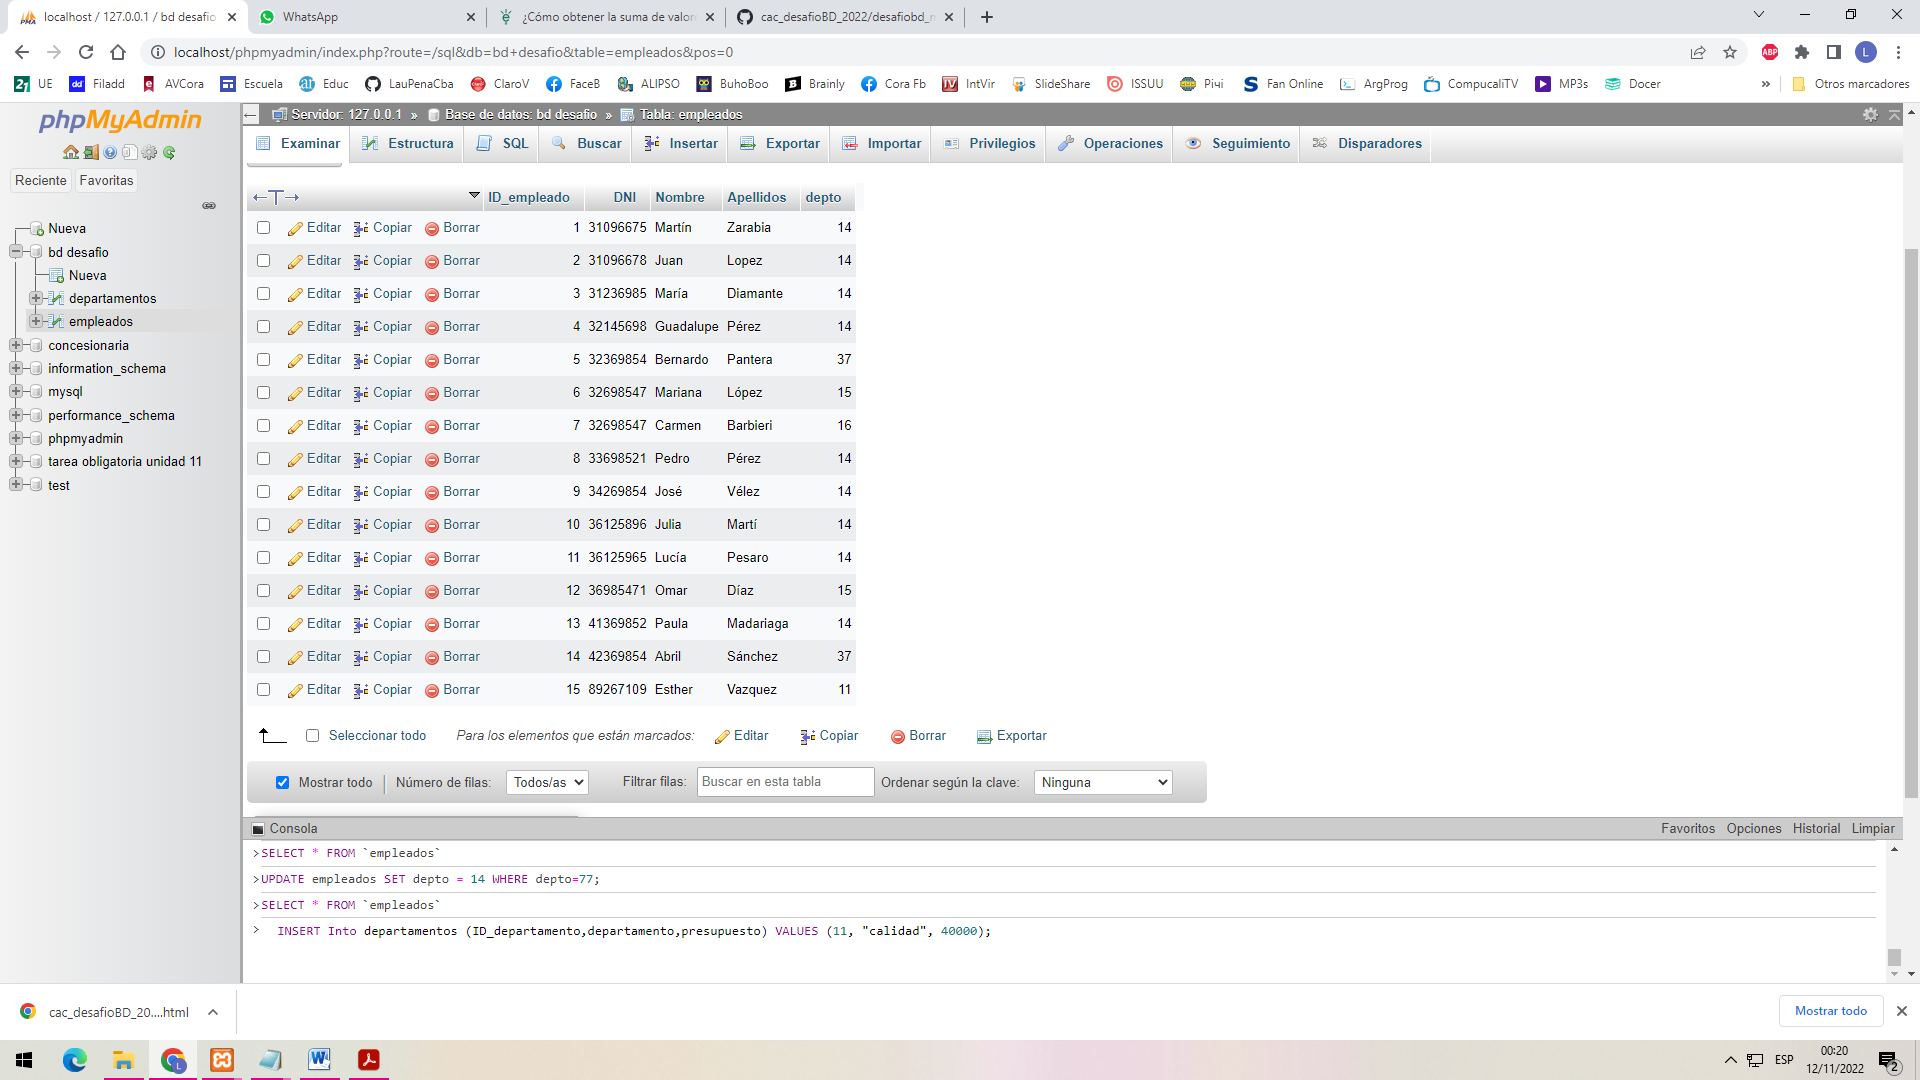 localhost / 127.0.0.1 / bd desafio
WhatsApp
¿Cómo obtener la suma de valor
cac_desafioBD_2022/desafiobd_r
localhost/phpmyadmin/index.php?route=/sql&db=bd+desafio&table=empleados&pos=0
UE Filadd AVCora Escuela Educ LauPenaCba ClaroV FaceB ALIPSO BuhoBoo Brainly Cora Fb IntVir SlideShare ISSUU Piui Fan Online ArgProg CompucaliTV MP3s Docer » Otros marcadores
phpMyAdmin
Reciente Favoritas
Nueva
bd desafio
Nueva
departamentos
empleados
concesionaria
information_schema
mysql
performance_schema
phpmyadmin
tarea obligatoria unidad 11
test
Servidor: 127.0.0.1 » Base de datos: bd desafio » Tabla: empleados
Examinar Estructura SQL Buscar Insertar Exportar Importar Privilegios Operaciones Seguimiento Disparadores
ID_empleado DNI Nombre Apellidos depto
Editar Copiar Borrar 1 31096675 Martín Zarabia 14
Editar Copiar Borrar 2 31096678 Juan Lopez 14
Editar Copiar Borrar 3 31236985 María Diamante 14
Editar Copiar Borrar 4 32145698 Guadalupe Pérez 14
Editar Copiar Borrar 5 32369854 Bernardo Pantera 37
Editar Copiar Borrar 6 32698547 Mariana López 15
Editar Copiar Borrar 7 32698547 Carmen Barbieri 16
Editar Copiar Borrar 8 33698521 Pedro Pérez 14
Editar Copiar Borrar 9 34269854 José Vélez 14
Editar Copiar Borrar 10 36125896 Julia Martí 14
Editar Copiar Borrar 11 36125965 Lucía Pesaro 14
Editar Copiar Borrar 12 36985471 Omar Díaz 15
Editar Copiar Borrar 13 41369852 Paula Madariaga 14
Editar Copiar Borrar 14 42369854 Abril Sánchez 37
Editar Copiar Borrar 15 89267109 Esther Vazquez 11
Seleccionar todo Para los elementos que están marcados: Editar Copiar Borrar Exportar
Mostrar todo Número de filas: Todos/as Filtrar filas: Buscar en esta tabla Ordenar según la clave: Ninguna
Consola Favoritos Opciones Historial Limpiar
>SELECT * FROM `empleados`
>UPDATE empleados SET depto = 14 WHERE depto=77;
>SELECT * FROM `empleados`
> INSERT Into departamentos (ID_departamento,departamento,presupuesto) VALUES (11, "calidad", 40000);
cac_desafioBD_20....html
Mostrar todo
ESP
00:20
12/11/2022
2